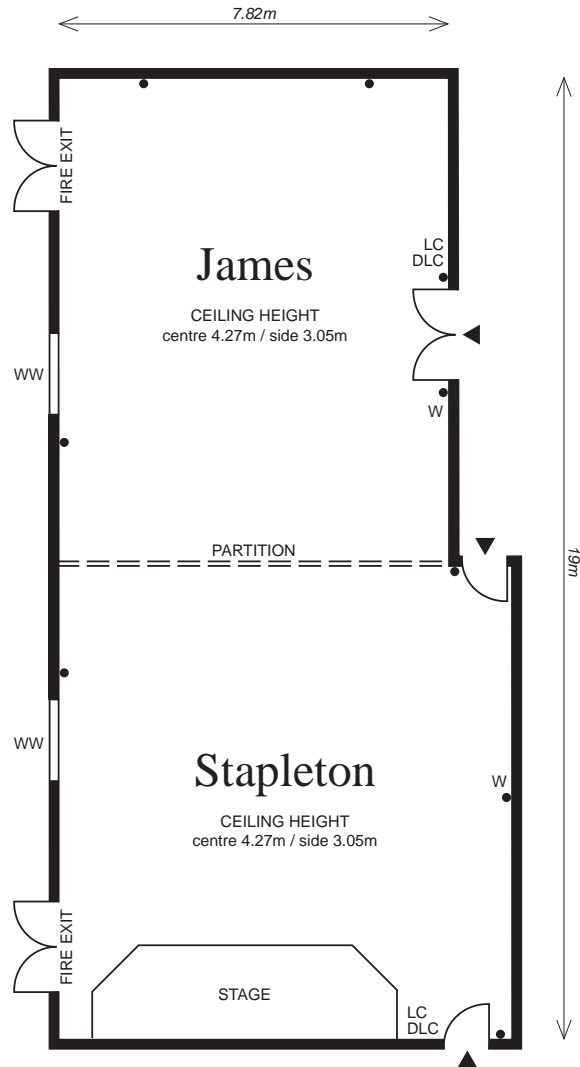 7.82m
FIRE EXIT
LC
DLC
James
CEILING HEIGHT
centre 4.27m / side 3.05m
WW
W
PARTITION
19m
WW
Stapleton
W
CEILING HEIGHT
centre 4.27m / side 3.05m
FIRE EXIT
STAGE
LC
DLC